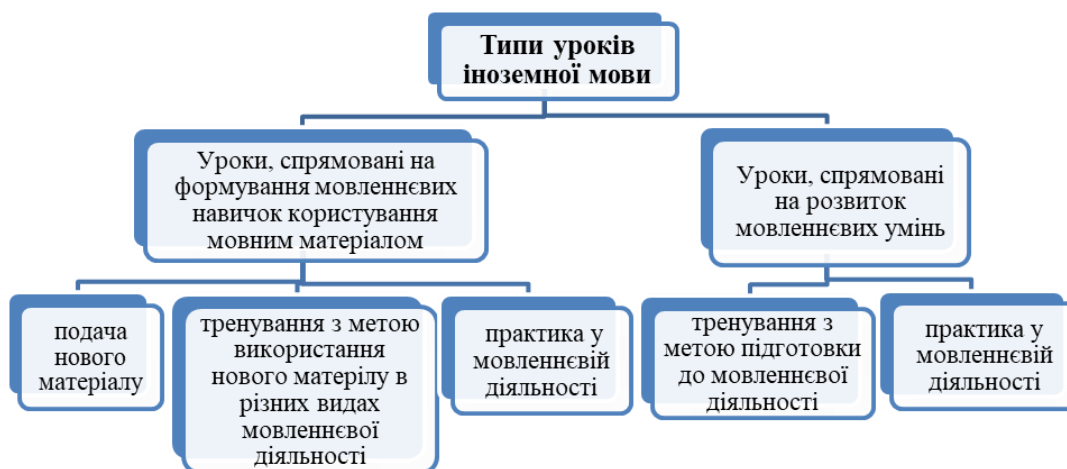 Типи уроків
іноземної мови
Уроки, спрямовані на
формування мовленнєвих
навичок користування
мовним матеріалом
Уроки, спрямовані
на розвиток
мовленнєвих умінь
подача
нового
матеріалу
тренування з метою
використання
нового матерілу в
різних видах
мовленнєвої
діяльності
практика у
мовленнєвій
діяльності
тренування з
метою підготовки
до мовленнєвої
діяльності
практика у
мовленнєвій
діяльності